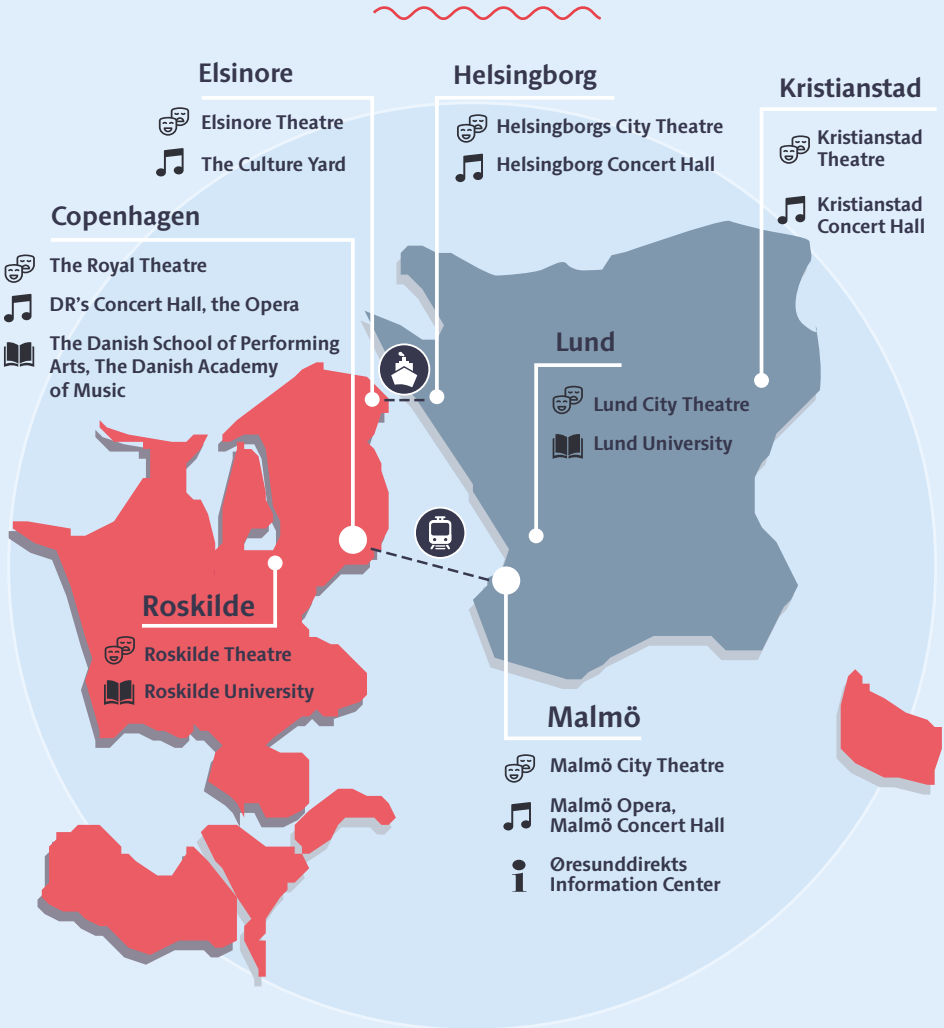 Elsinore
Elsinore Theatre
The Culture Yard
Helsingborg
Helsingborgs City Theatre
Helsingborg Concert Hall
Kristianstad
Kristianstad
Theatre
Kristianstad
Concert Hall
Copenhagen
The Royal Theatre
DR's Concert Hall, the Opera
The Danish School of Performing
Arts, The Danish Academy
of Music
Lund
Lund City Theatre
Lund University
Roskilde
Roskilde Theatre
Roskilde University
Malmö
Malmö City Theatre
Malmö Opera,
Malmö Concert Hall
Øresunddirekts
Information Center